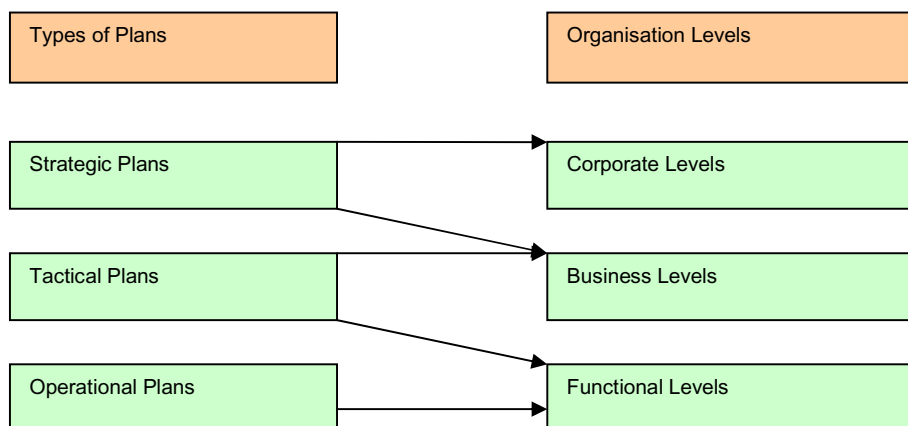 Types of Plans
Organisation Levels
Strategic Plans
Corporate Levels
Tactical Plans
Business Levels
Operational Plans
Functional Levels